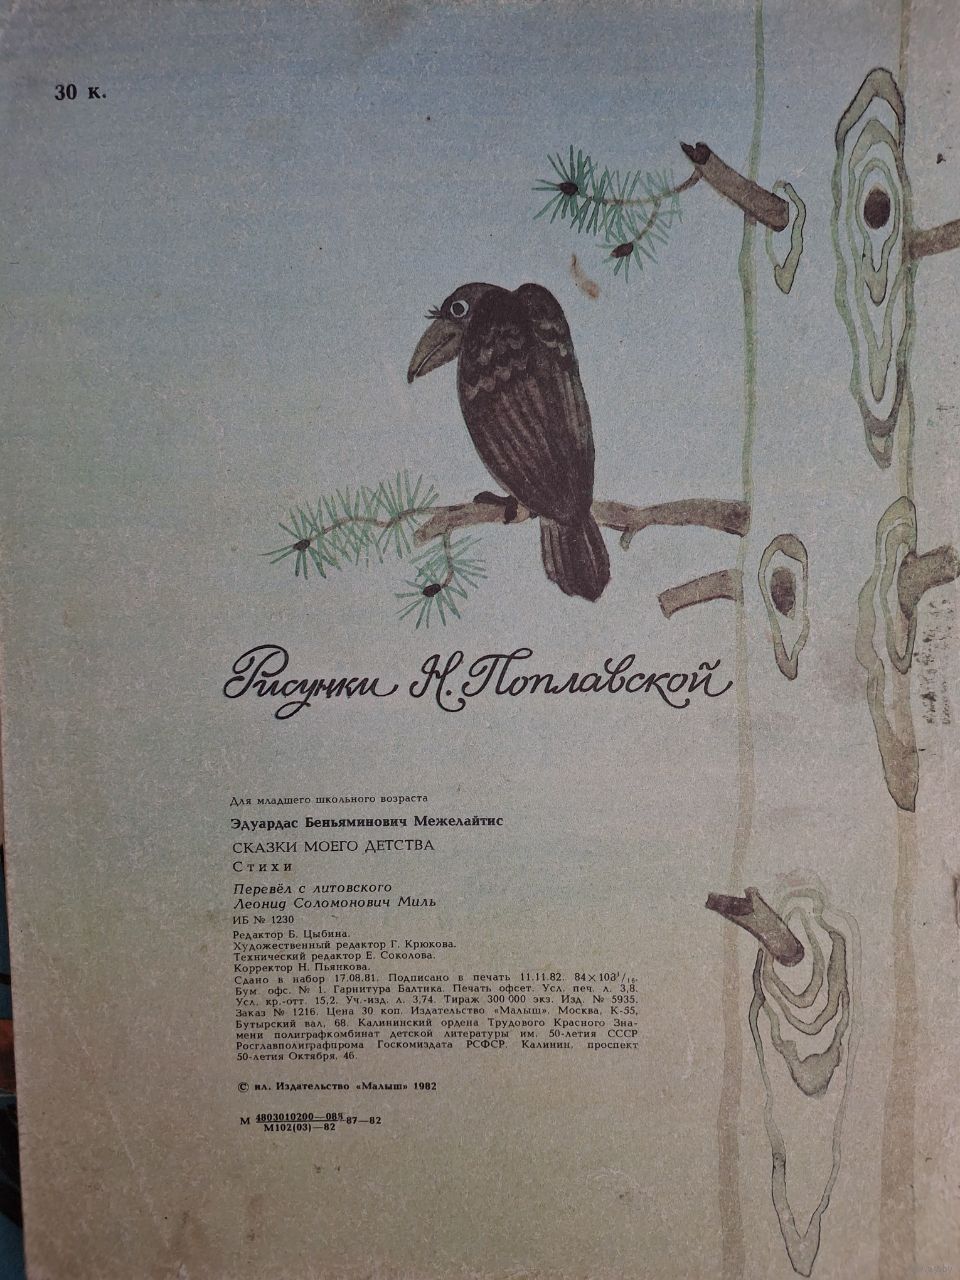 30 к.
Рисунки Н. Поплавской
Для младшего школьного возраста
Эдуардас Беньяминович Межелайтис
СКАЗКИ МОЕГО ДЕТСТВА
Стихи
Перевёл с литовского
Леонид Соломонович Миль
ИБ № 1230
Редактор Б. Цыбина.
Художественный редактор Г. Крюкова.
Технический редактор Е. Соколова.
Корректор Н. Пьянкова.
Сдано в набор 17.08.81. Подписано в печать 11.11.82. 84×108¹/₁₆.
Бум. офс. № 1. Гарнитура Балтика. Печать офсет. Усл. печ. л. 3,8.
Усл. кр.-отт. 15,2. Уч.-изд. л. 3,74. Тираж 300 000 экз. Изд. № 5935.
Заказ № 1216. Цена 30 коп. Издательство «Малыш». Москва, К-55,
Бутырский вал, 68. Калининский ордена Трудового Красного Зна-
мени полиграфкомбинат детской литературы им. 50-летия СССР
Росглавполиграфпрома Госкомиздата РСФСР. Калинин, проспект
50-летия Октября, 46.
© ил. Издательство «Малыш» 1982
М 4803010200—088 87—82
М102(03)—82